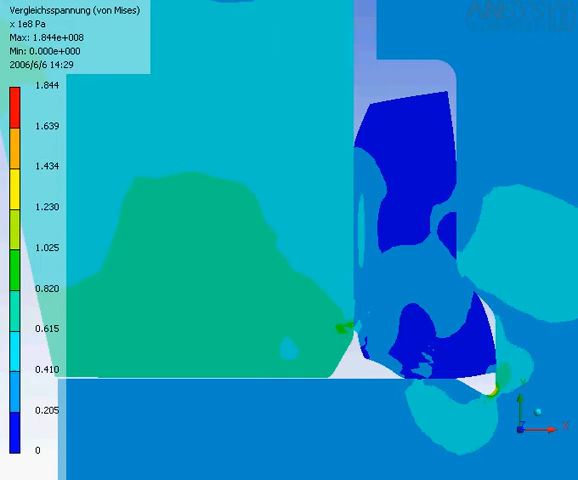 Vergleichsspannung (von Mises)
x 1e8 Pa
Max: 1.844e+008
Min: 0.000e+000
2006/6/6 14:29
1.844
1.639
1.434
1.230
1.025
0.820
0.615
0.410
0.205
0
ANSYS
Y
Z
X